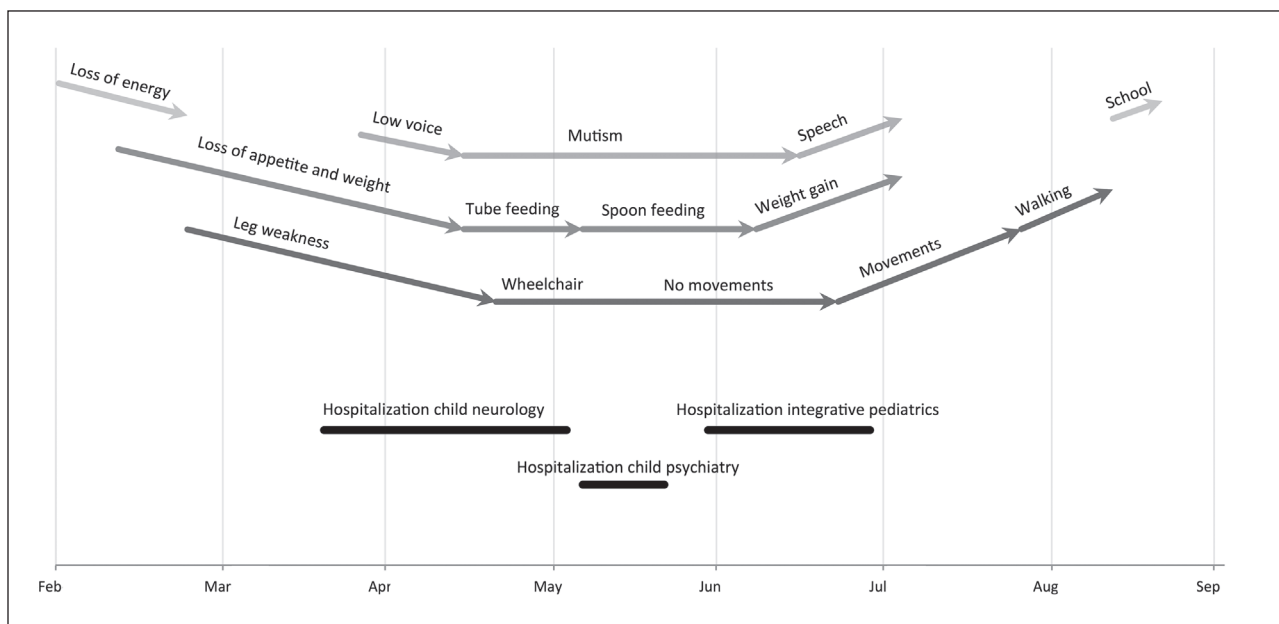 Loss of energy
Low voice
Mutism
Speech
School
Loss of appetite and weight
Tube feeding
Spoon feeding
Weight gain
Walking
Leg weakness
Wheelchair
No movements
Movements
Hospitalization child neurology
Hospitalization integrative pediatrics
Hospitalization child psychiatry
Feb Mar Apr May Jun Jul Aug Sep